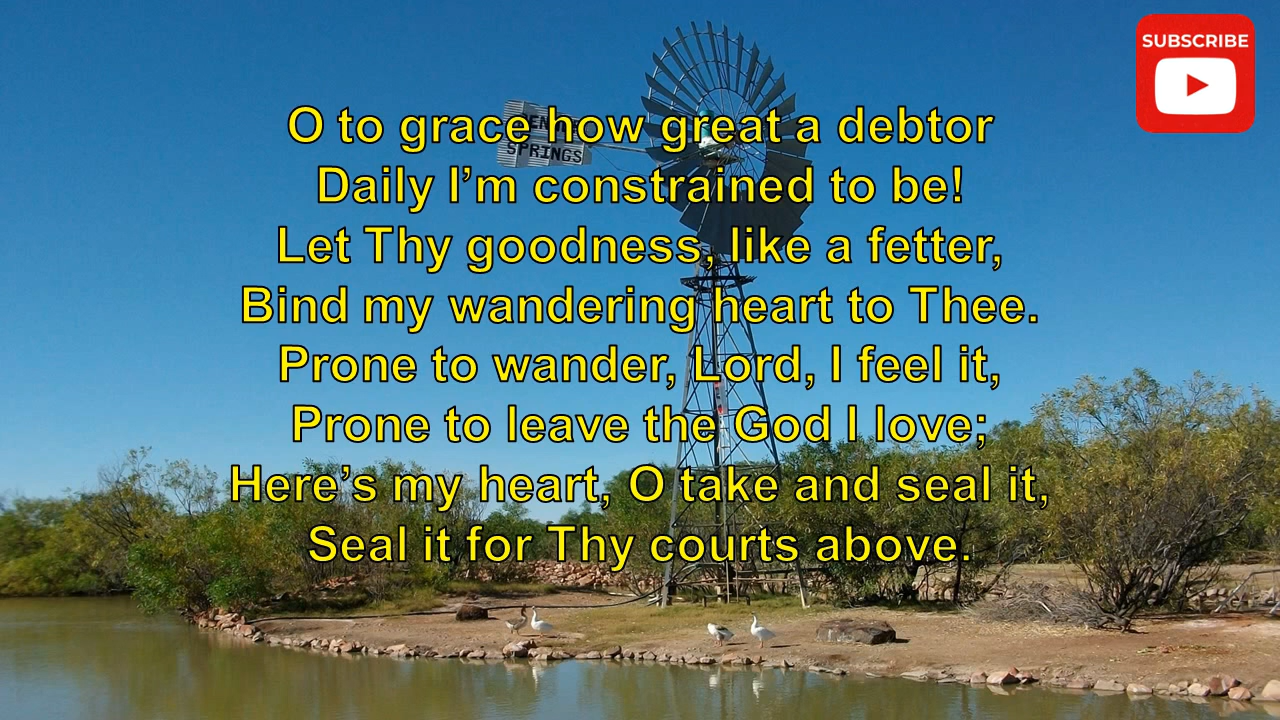 SUBSCRIBE
O to grace how great a debtor
SPRINGS
Daily I’m constrained to be!
Let Thy goodness, like a fetter,
Bind my wandering heart to Thee.
Prone to wander, Lord, I feel it,
Prone to leave the God I love;
Here’s my heart, O take and seal it,
Seal it for Thy courts above.